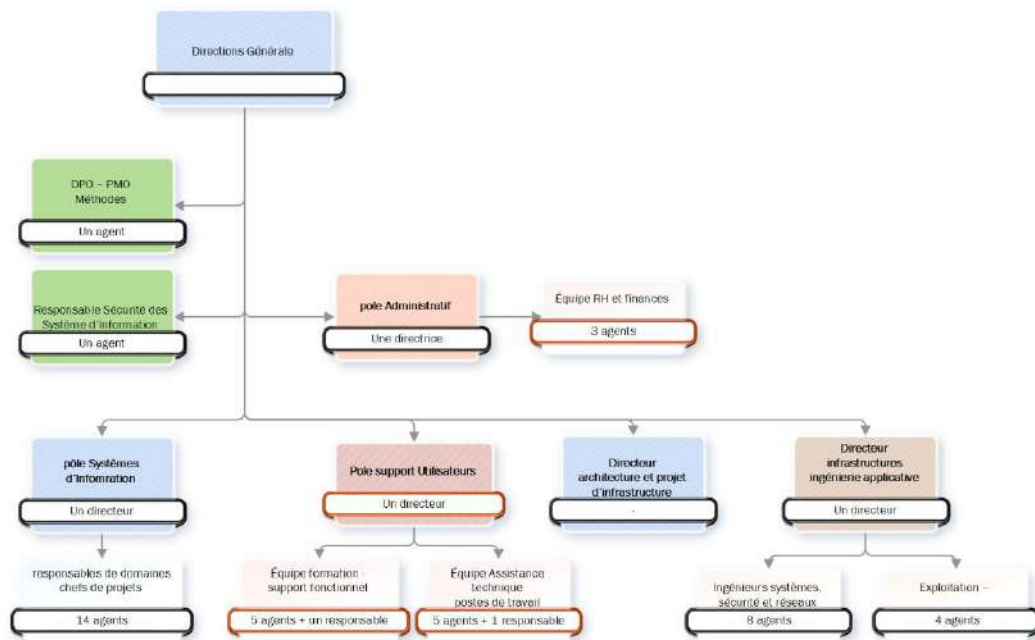 Directions Générale
DPO – PMO
Méthodes
Un agent
Responsable Sécurité des
Système d'Information
Un agent
pole Administratif
Une directrice
Équipe RH et finances
3 agents
pôle Systèmes
d'Infomration
Un directeur
Pole support Utilisateurs
Un directeur
Directeur
architecture et projet
d'infrastructure
-
Directeur
infrastructures
ingénierie applicative
Un directeur
responsables de domaines
chefs de projets
14 agents
Équipe formation -
support fonctionnel
5 agents + un responsable
Équipe Assistance
technique
postes de travail
5 agents + 1 responsable
Ingénieurs systèmes,
sécurité et réseaux
8 agents
Exploitation –
4 agents